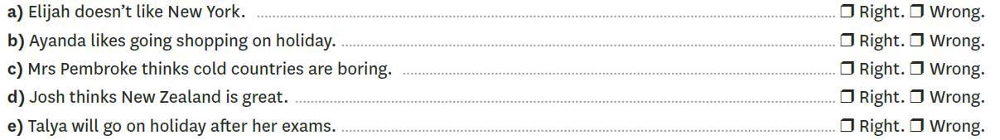 a) Elijah doesn’t like New York. ❒ Right. ❒ Wrong.
b) Ayanda likes going shopping on holiday. ❒ Right. ❒ Wrong.
c) Mrs Pembroke thinks cold countries are boring. ❒ Right. ❒ Wrong.
d) Josh thinks New Zealand is great. ❒ Right. ❒ Wrong.
e) Talya will go on holiday after her exams. ❒ Right. ❒ Wrong.